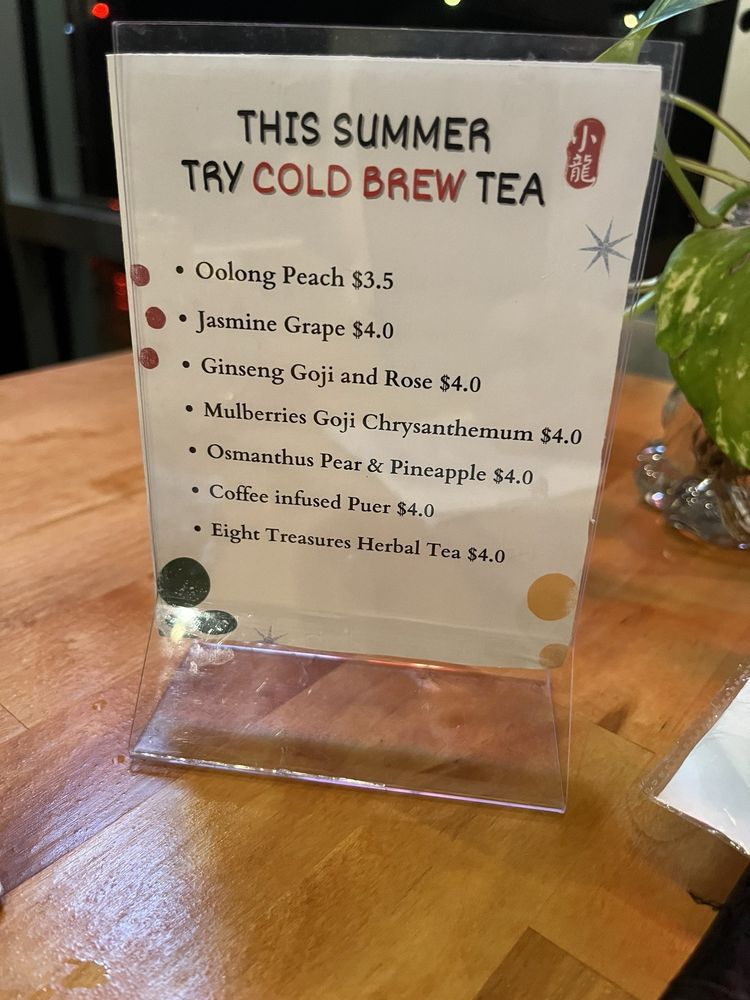 THIS SUMMER
TRY COLD BREW TEA
小龍
• Oolong Peach $3.5
• Jasmine Grape $4.0
• Ginseng Goji and Rose $4.0
• Mulberries Goji Chrysanthemum $4.0
• Osmanthus Pear & Pineapple $4.0
• Coffee infused Puer $4.0
• Eight Treasures Herbal Tea $4.0